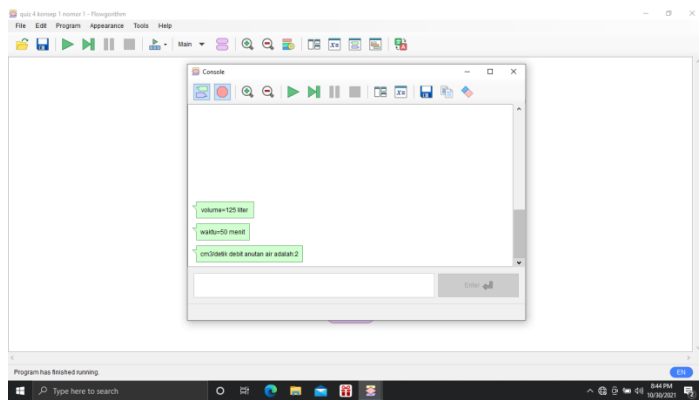 quiz 4 konsep 1 nomor 1 - Flowgorithm
File Edit Program Appearance Tools Help
Main
Console
volume=125 liter
waktu=50 menit
cm3/detik debit anutan air adalah:2
Enter
Program has finished running.
EN
Type here to search
8:44 PM
10/30/2021